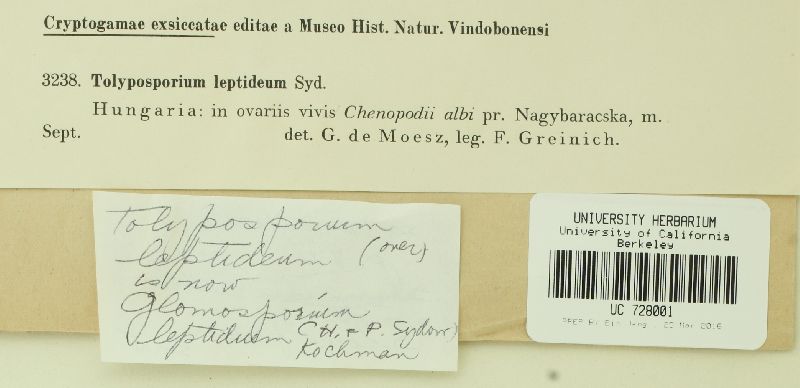 Cryptogamae exsiccatae editae a Museo Hist. Natur. Vindobonensi
3238. Tolyposporium leptideum Syd.
Hungaria: in ovariis vivis Chenopodii albi pr. Nagybaracska, m.
Sept. det. G. de Moesz, leg. F. Greinich.
Tolyposporium
leptideum (over)
is now
Glomosporium
leptideum (H. & P. Sydow)
Kochman
UNIVERSITY HERBARIUM
University of California
Berkeley
UC 728001
2016